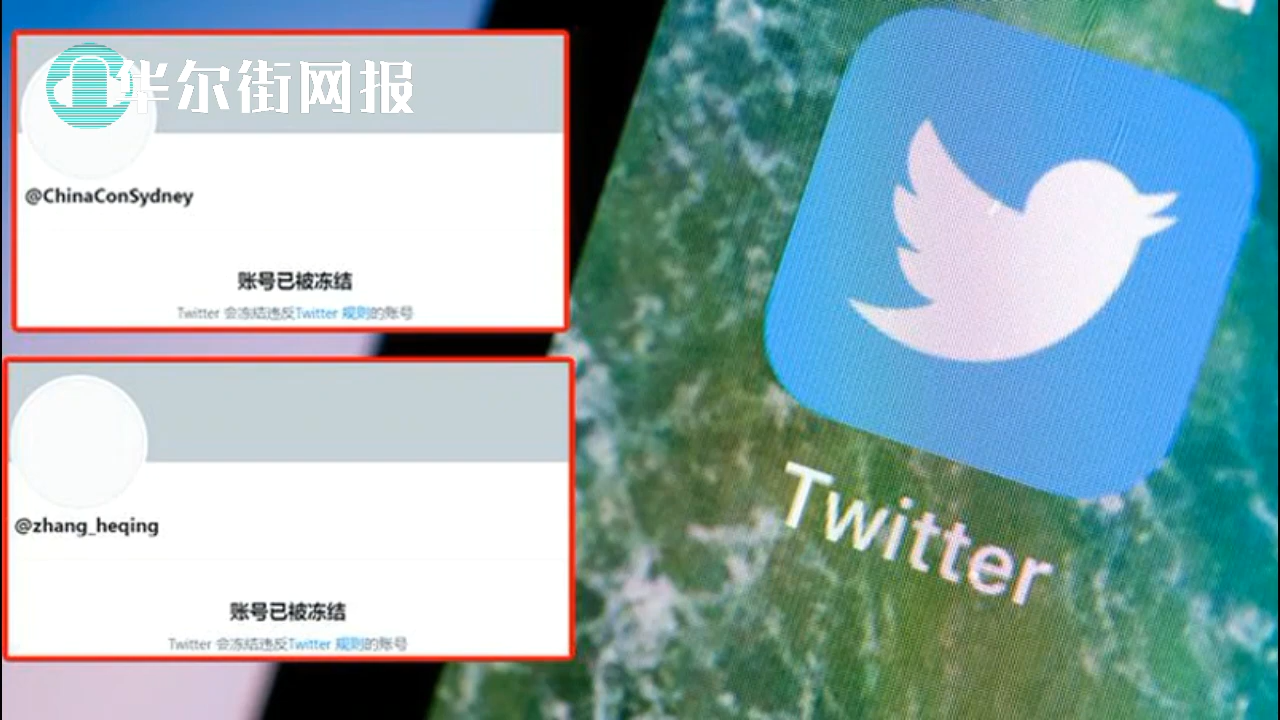 华尔街网报
@ChinaConSydney
账号已被冻结
Twitter 会冻结违反Twitter 规则的账号
@zhang_heqing
账号已被冻结
Twitter 会冻结违反Twitter 规则的账号
Twitter